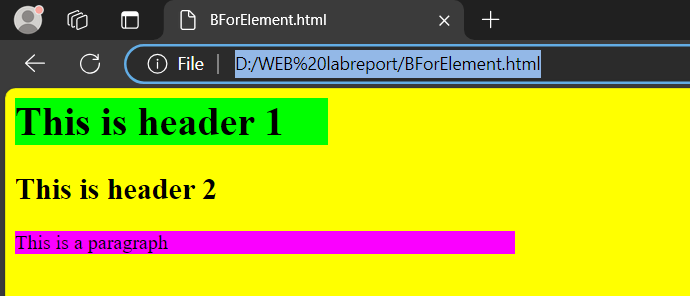 BForElement.html
File D:/WEB%20labreport/BForElement.html
This is header 1
This is header 2
This is a paragraph